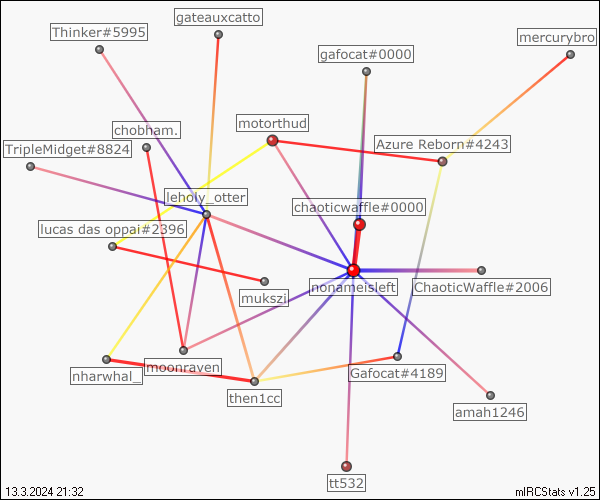 gateauxcatto
Thinker#5995
mercurybro
gafocat#0000
motorthud
chobham.
Azure Reborn#4243
TripleMidget#8824
leholy_otter
chaoticwaffle#0000
lucas das oppai#2396
nonameisleft
ChaoticWaffle#2006
mukszi
moonraven
nharwhal_
Gafocat#4189
then1cc
amah1246
tt532
13.3.2024 21:32
mIRCStats v1.25